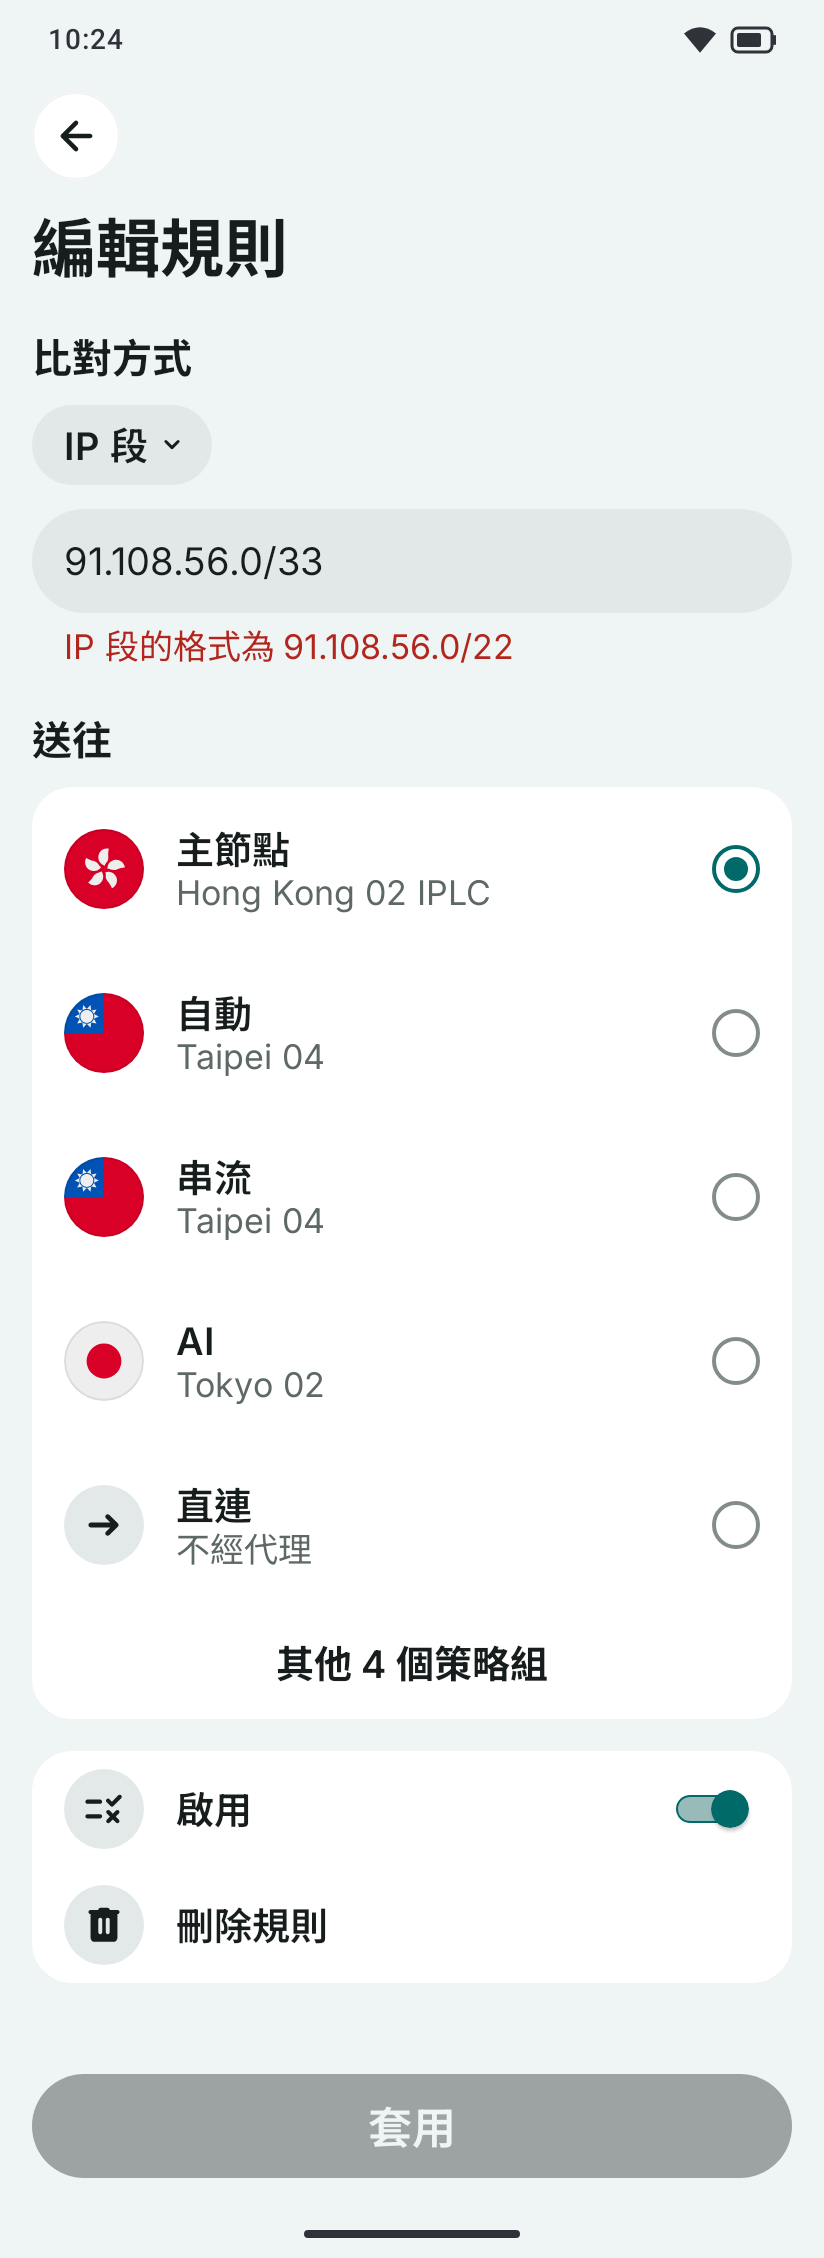 10:24
編輯規則
比對方式
IP 段
91.108.56.0/33
IP 段的格式為 91.108.56.0/22
送往
主節點
Hong Kong 02 IPLC
自動
Taipei 04
串流
Taipei 04
AI
Tokyo 02
直連
不經代理
其他 4 個策略組
啟用
刪除規則
套用